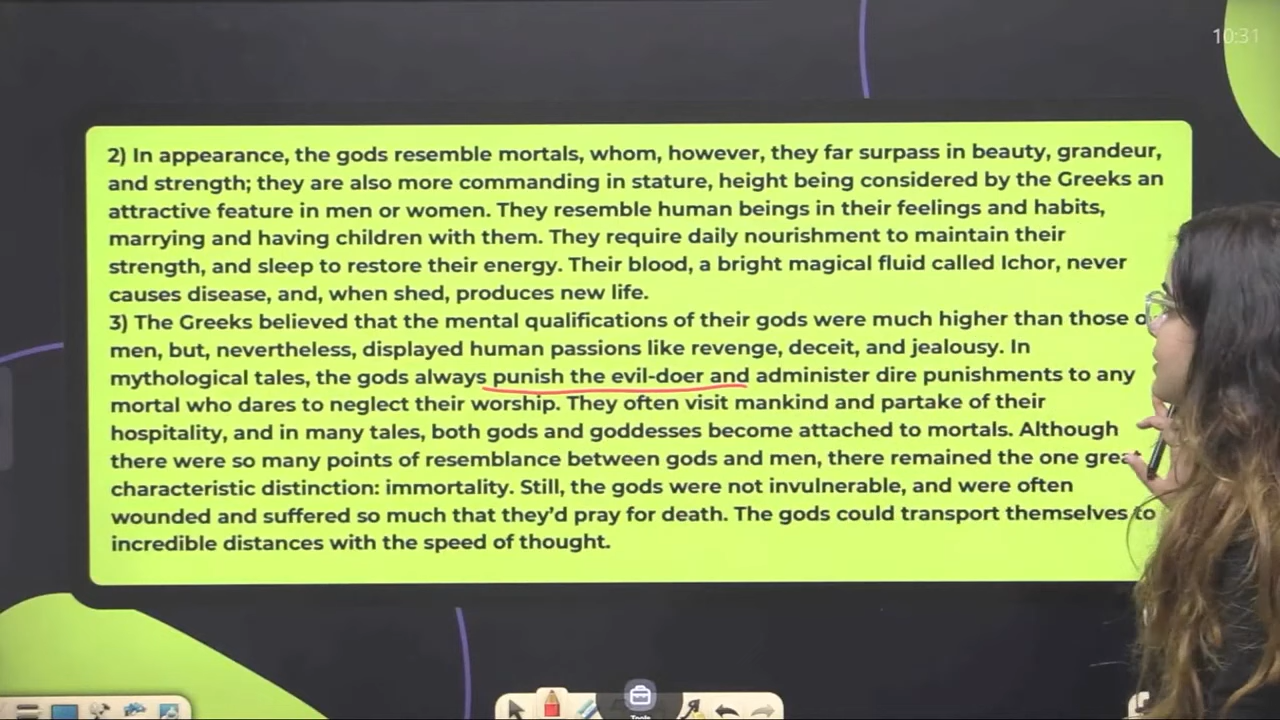 10:31
2) In appearance, the gods resemble mortals, whom, however, they far surpass in beauty, grandeur,
and strength; they are also more commanding in stature, height being considered by the Greeks an
attractive feature in men or women. They resemble human beings in their feelings and habits,
marrying and having children with them. They require daily nourishment to maintain their
strength, and sleep to restore their energy. Their blood, a bright magical fluid called Ichor, never
causes disease, and, when shed, produces new life.
3) The Greeks believed that the mental qualifications of their gods were much higher than those o
men, but, nevertheless, displayed human passions like revenge, deceit, and jealousy. In
mythological tales, the gods always punish the evil-doer and administer dire punishments to any
mortal who dares to neglect their worship. They often visit mankind and partake of their
hospitality, and in many tales, both gods and goddesses become attached to mortals. Although
there were so many points of resemblance between gods and men, there remained the one great
characteristic distinction: immortality. Still, the gods were not invulnerable, and were often
wounded and suffered so much that they'd pray for death. The gods could transport themselves to
incredible distances with the speed of thought.
Tools